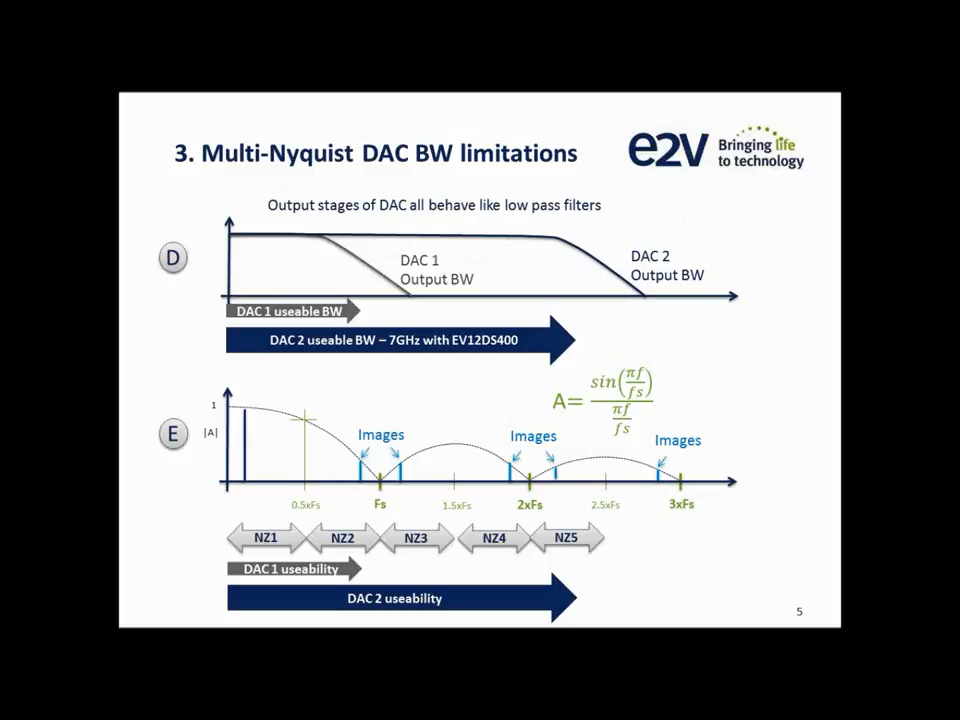 3. Multi-Nyquist DAC BW limitations
e2v
Bringing life
to technology
Output stages of DAC all behave like low pass filters
D
DAC 1
Output BW
DAC 2
Output BW
DAC 1 useable BW
DAC 2 useable BW – 7GHz with EV12DS400
A= sin(πf/fs) / (πf/fs)
E
1
|A|
Images
Images
Images
0.5xFs
Fs
1.5xFs
2xFs
2.5xFs
3xFs
NZ1
NZ2
NZ3
NZ4
NZ5
DAC 1 useability
DAC 2 useability
5